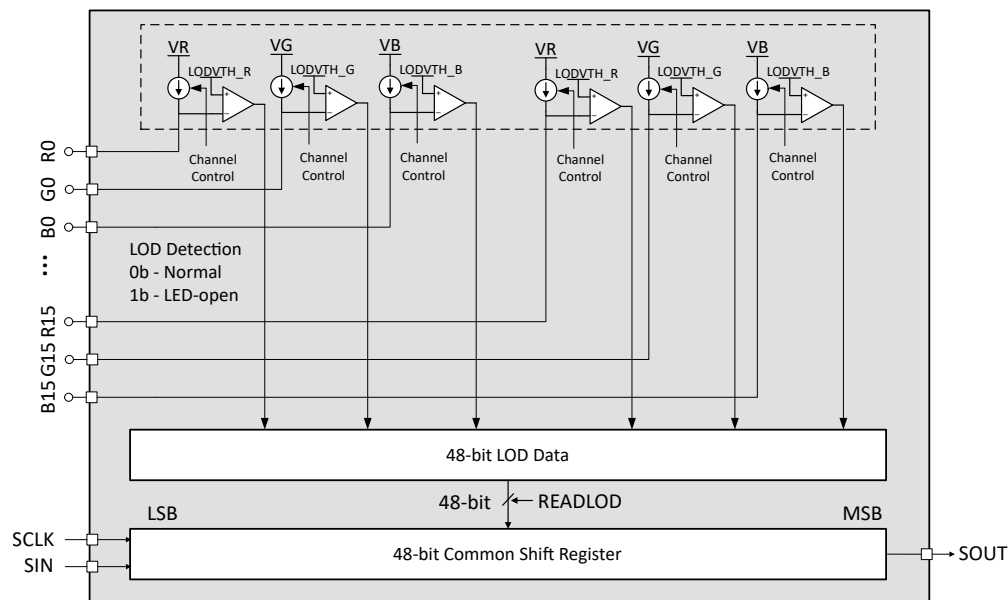 VR
VG
VB
VR
VG
VB
LODVTH_R
LODVTH_G
LODVTH_B
LODVTH_R
LODVTH_G
LODVTH_B
+
−
+
−
+
−
+
−
+
−
+
−
Channel
Control
Channel
Control
Channel
Control
Channel
Control
Channel
Control
Channel
Control
R0
G0
B0
...
R15
G15
B15
LOD Detection
0b - Normal
1b - LED-open
48-bit LOD Data
48-bit
READLOD
LSB
MSB
48-bit Common Shift Register
SCLK
SIN
SOUT